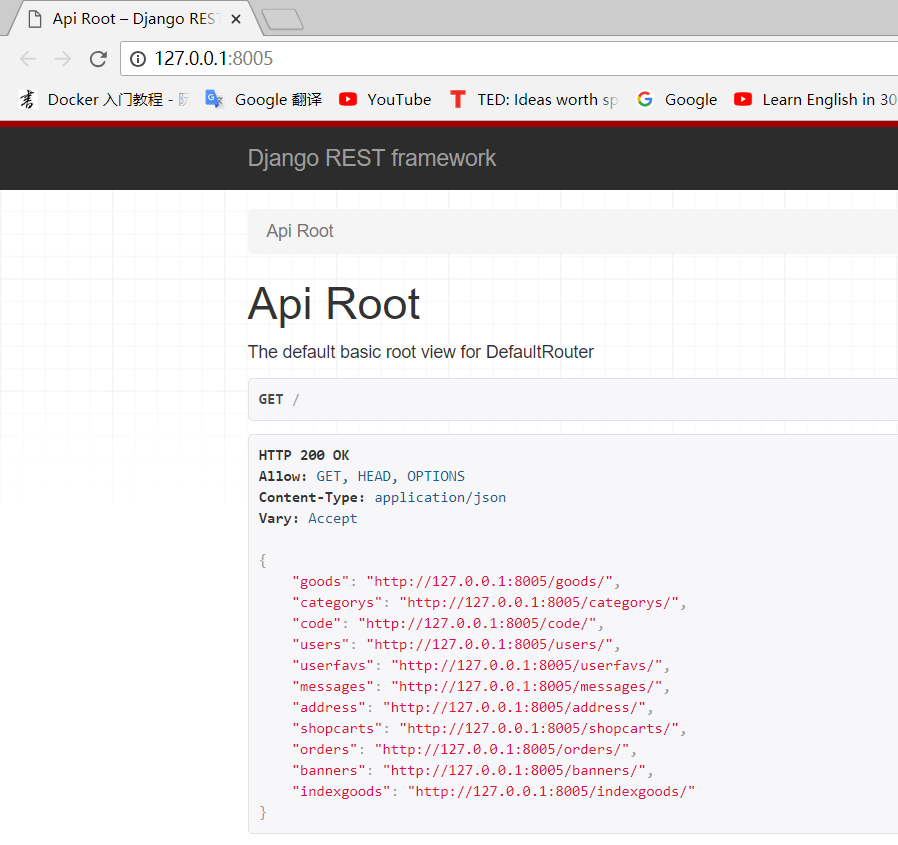 Api Root – Django REST
127.0.0.1:8005
Docker 入门教程 - Google 翻译 YouTube TED: Ideas worth sp Google Learn English in 30
Django REST framework
Api Root
Api Root
The default basic root view for DefaultRouter
GET /
HTTP 200 OK
Allow: GET, HEAD, OPTIONS
Content-Type: application/json
Vary: Accept
{
"goods": "http://127.0.0.1:8005/goods/",
"categorys": "http://127.0.0.1:8005/categorys/",
"code": "http://127.0.0.1:8005/code/",
"users": "http://127.0.0.1:8005/users/",
"userfavs": "http://127.0.0.1:8005/userfavs/",
"messages": "http://127.0.0.1:8005/messages/",
"address": "http://127.0.0.1:8005/address/",
"shopcarts": "http://127.0.0.1:8005/shopcarts/",
"orders": "http://127.0.0.1:8005/orders/",
"banners": "http://127.0.0.1:8005/banners/",
"indexgoods": "http://127.0.0.1:8005/indexgoods/"
}